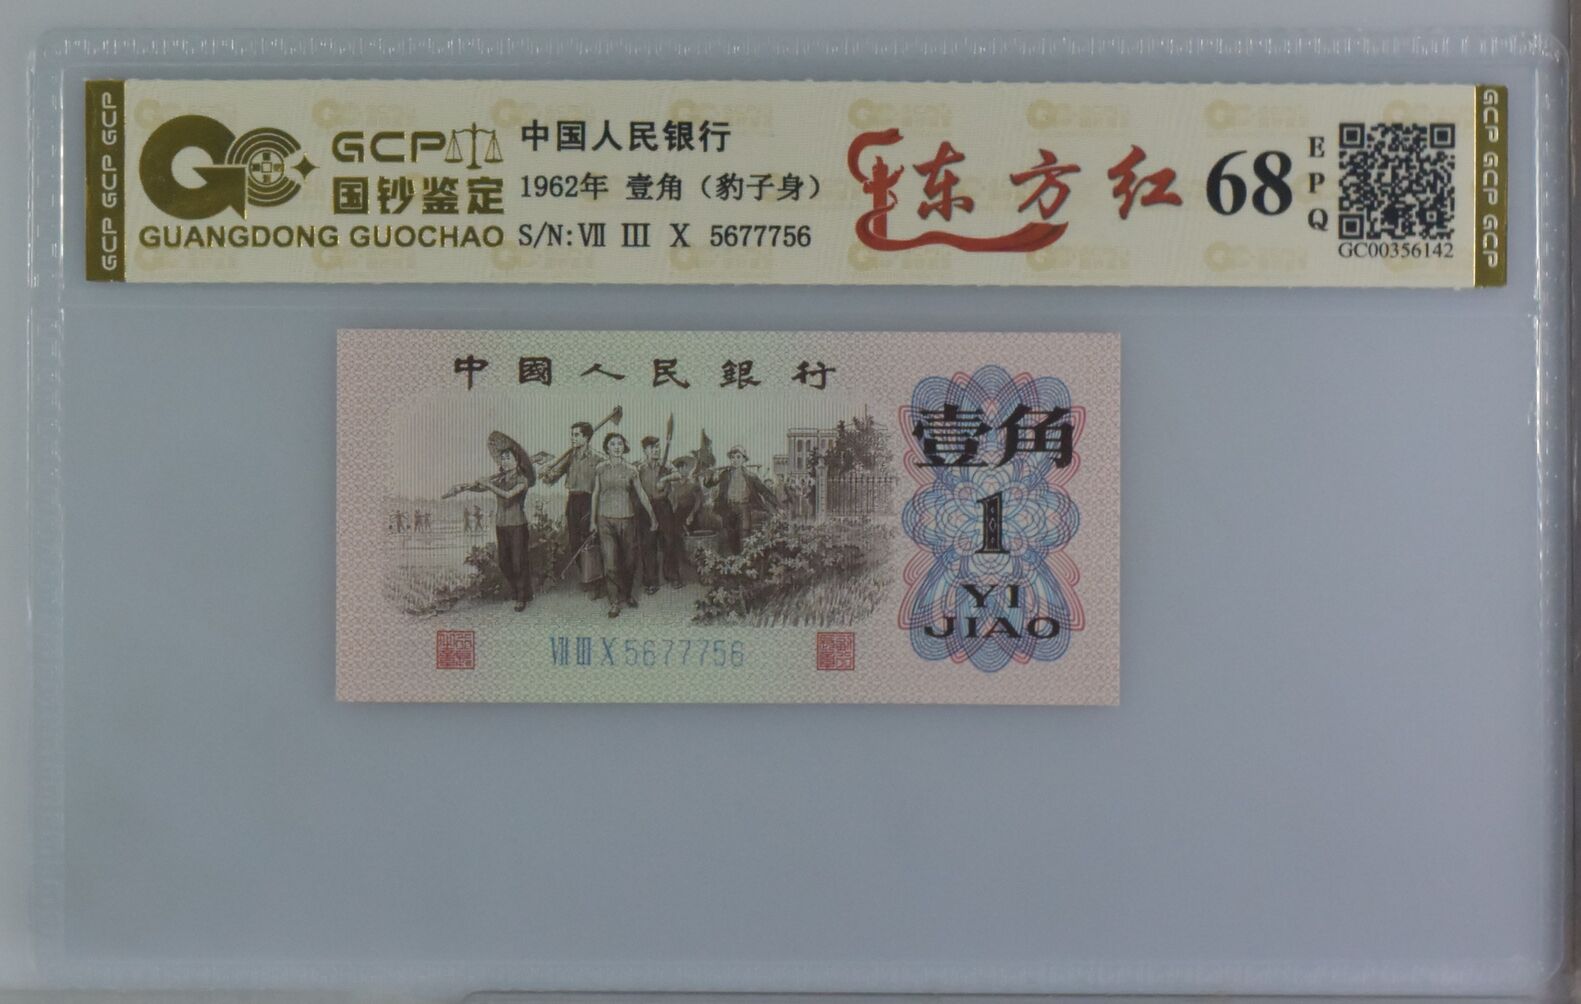 GCP GCP GCP
GCP
国钞鉴定
GUANGDONG GUOCHAO
中国人民银行
1962年 壹角（豹子身）
S/N: Ⅶ Ⅲ Ⅹ 5677756
东方红
68
EPQ
GC00356142
GCP GCP GCP
中國人民銀行
壹角
1
YI
JIAO
Ⅶ Ⅲ Ⅹ 5677756